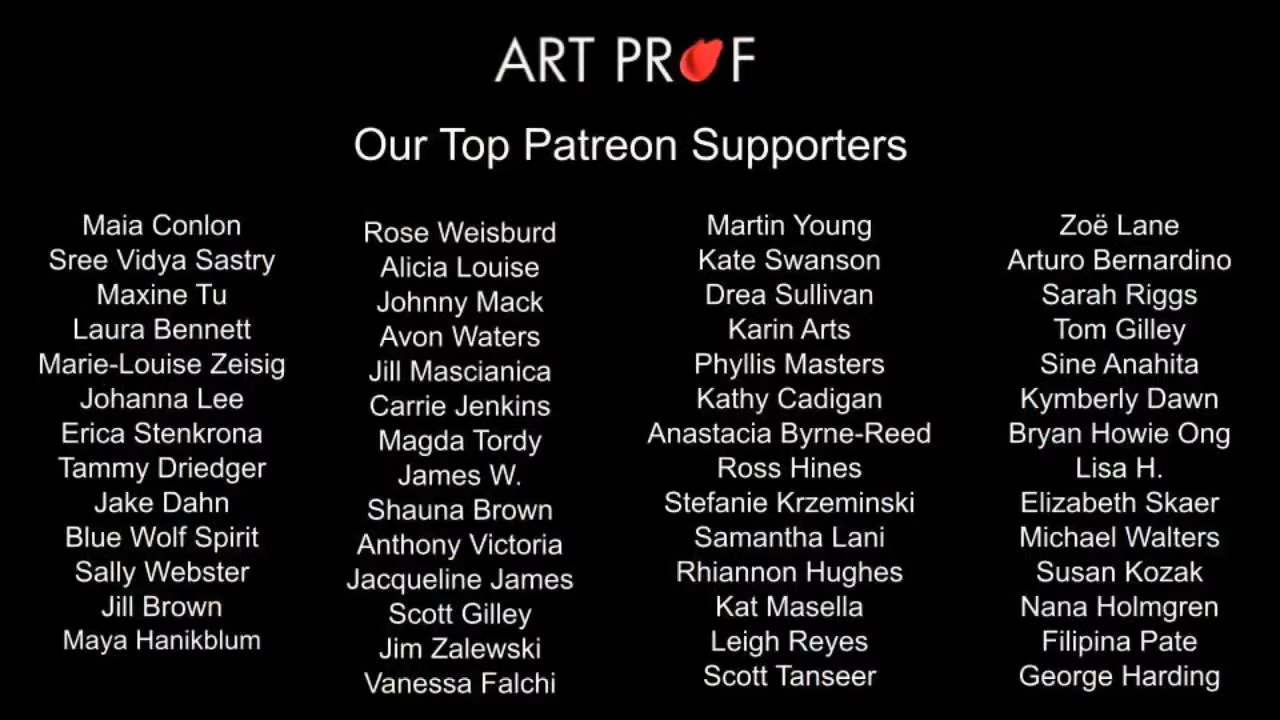 ART PROF
Our Top Patreon Supporters
Maia Conlon
Sree Vidya Sastry
Maxine Tu
Laura Bennett
Marie-Louise Zeisig
Johanna Lee
Erica Stenkrona
Tammy Driedger
Jake Dahn
Blue Wolf Spirit
Sally Webster
Jill Brown
Maya Hanikblum
Rose Weisburd
Alicia Louise
Johnny Mack
Avon Waters
Jill Mascianica
Carrie Jenkins
Magda Tordy
James W.
Shauna Brown
Anthony Victoria
Jacqueline James
Scott Gilley
Jim Zalewski
Vanessa Falchi
Martin Young
Kate Swanson
Drea Sullivan
Karin Arts
Phyllis Masters
Kathy Cadigan
Anastacia Byrne-Reed
Ross Hines
Stefanie Krzeminski
Samantha Lani
Rhiannon Hughes
Kat Masella
Leigh Reyes
Scott Tanseer
Zoë Lane
Arturo Bernardino
Sarah Riggs
Tom Gilley
Sine Anahita
Kymberly Dawn
Bryan Howie Ong
Lisa H.
Elizabeth Skaer
Michael Walters
Susan Kozak
Nana Holmgren
Filipina Pate
George Harding